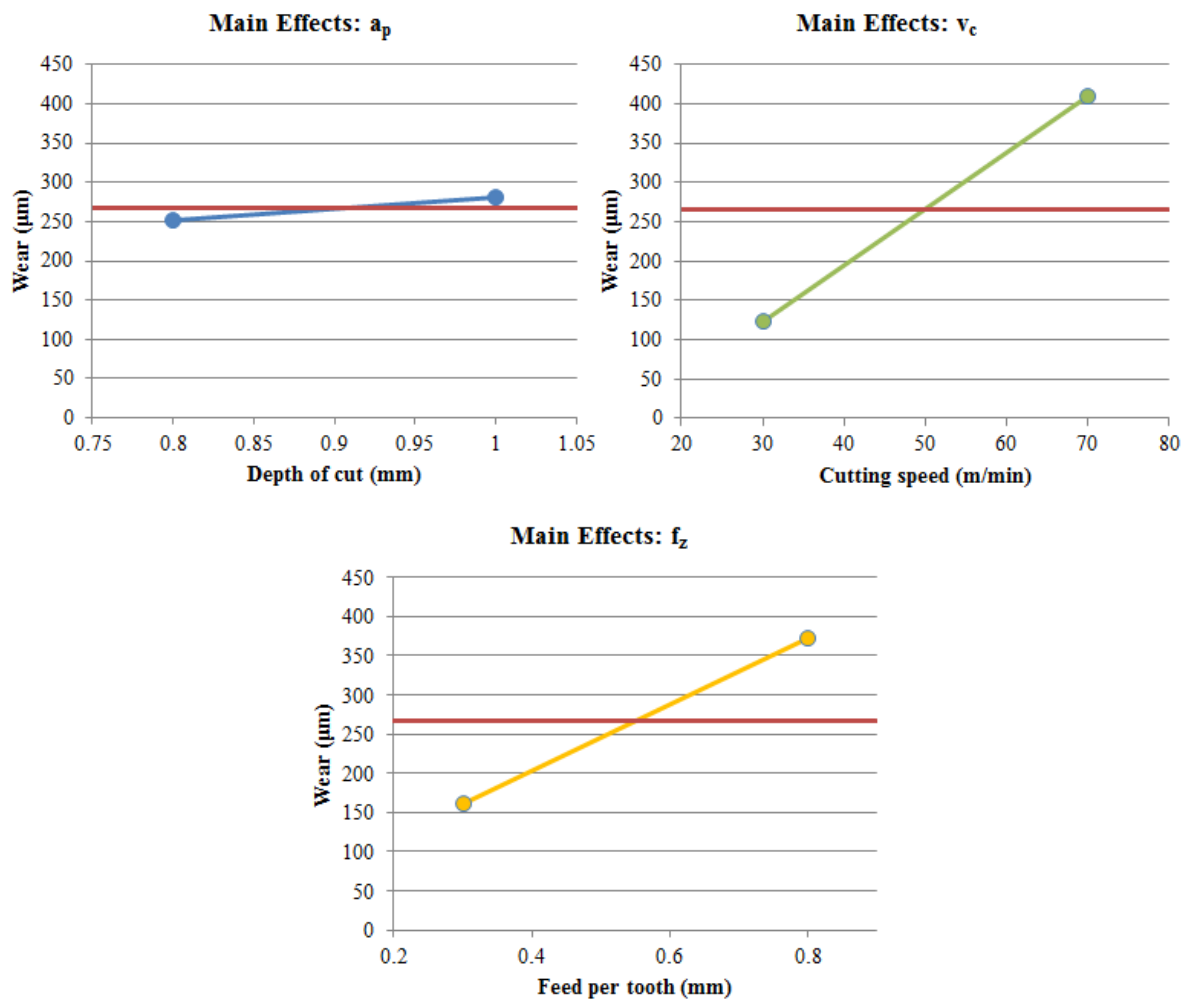 Main Effects: aₚ
450
400
350
300
250
200
150
100
50
0
Wear (µm)
0.75 0.8 0.85 0.9 0.95 1 1.05
Depth of cut (mm)
Main Effects: v_c
450
400
350
300
250
200
150
100
50
0
Wear (µm)
20 30 40 50 60 70 80
Cutting speed (m/min)
Main Effects: f_z
450
400
350
300
250
200
150
100
50
0
Wear (µm)
0.2 0.4 0.6 0.8
Feed per tooth (mm)